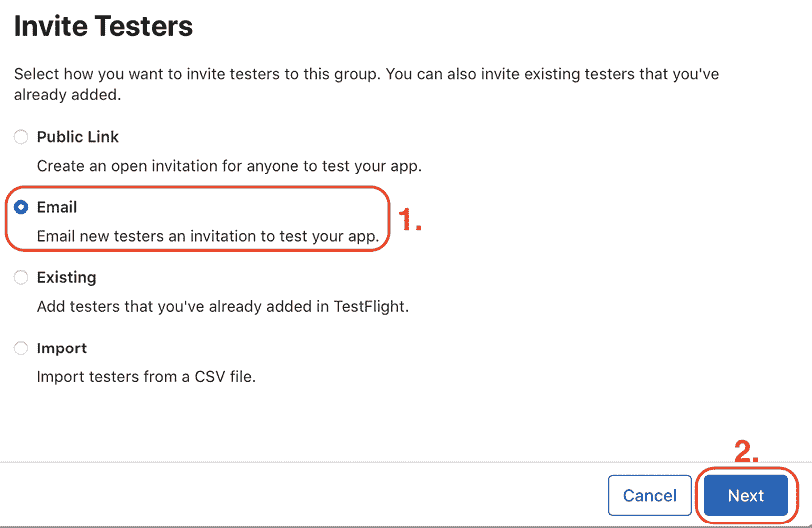 Invite Testers
Select how you want to invite testers to this group. You can also invite existing testers that you've
already added.
Public Link
Create an open invitation for anyone to test your app.
Email
1.
Email new testers an invitation to test your app.
Existing
Add testers that you've already added in TestFlight.
Import
Import testers from a CSV file.
2.
Cancel
Next